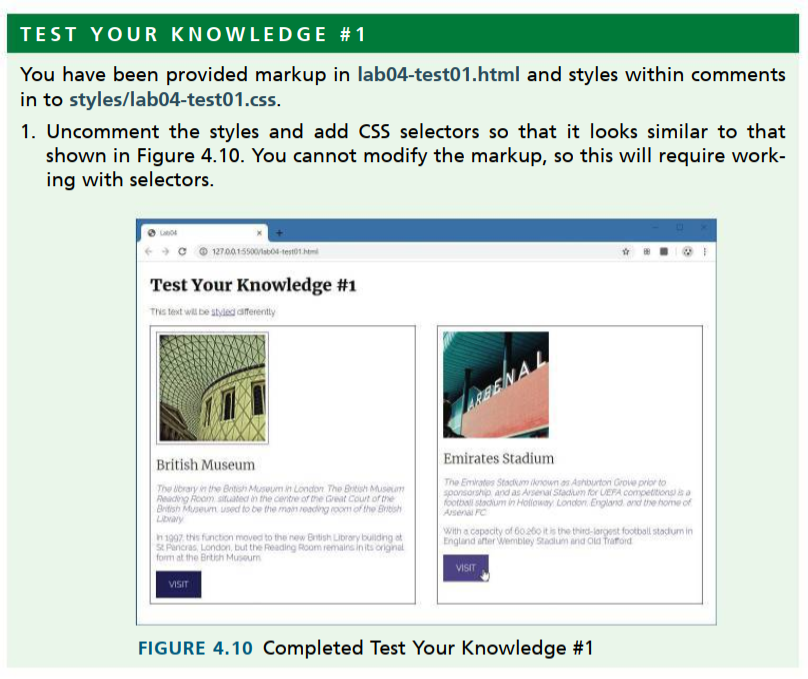 TEST YOUR KNOWLEDGE #1
You have been provided markup in lab04-test01.html and styles within comments
in to styles/lab04-test01.css.
1. Uncomment the styles and add CSS selectors so that it looks similar to that
shown in Figure 4.10. You cannot modify the markup, so this will require work-
ing with selectors.
Lab04
127.0.0.1:5500/lab04-test01.html
Test Your Knowledge #1
This text will be styled differently
ARSENAL
British Museum
The library in the British Museum in London. The British Museum
Reading Room, situated in the centre of the Great Court of the
British Museum, used to be the main reading room of the British
Library.
In 1997, this function moved to the new British Library building at
St Pancras, London, but the Reading Room remains in its original
form at the British Museum.
VISIT
Emirates Stadium
The Emirates Stadium (known as Ashburton Grove prior to
sponsorship, and as Arsenal Stadium for UEFA competitions) is a
football stadium in Holloway, London, England, and the home of
Arsenal FC.
With a capacity of 60,260 it is the third-largest football stadium in
England after Wembley Stadium and Old Trafford.
VISIT
FIGURE 4.10 Completed Test Your Knowledge #1